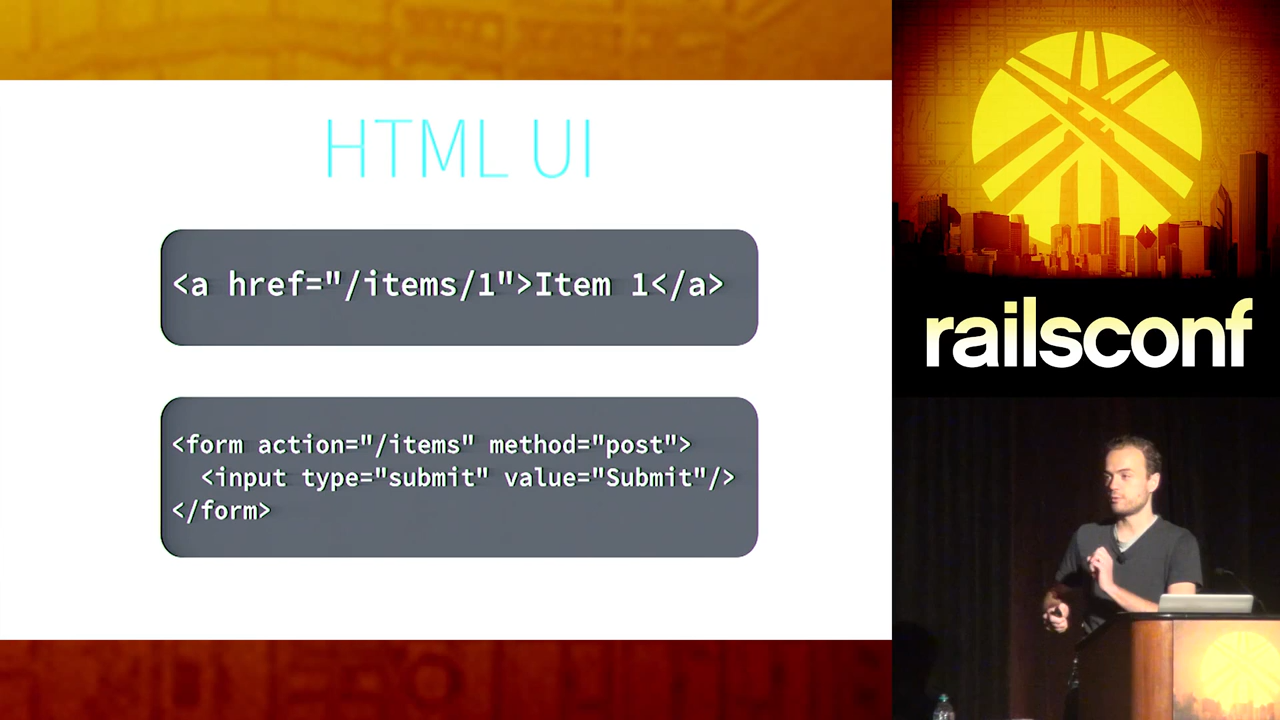 HTML UI
<a href="/items/1">Item 1</a>
<form action="/items" method="post">
  <input type="submit" value="Submit"/>
</form>
railsconf